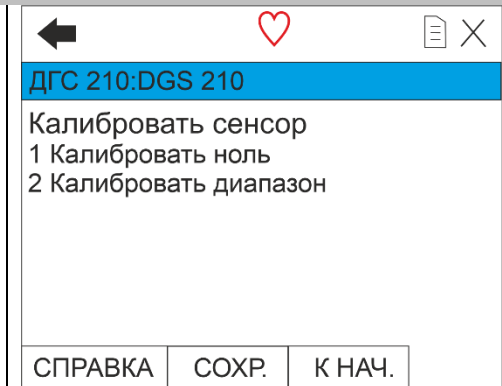 ДГС 210:DGS 210
Калибровать сенсор
1 Калибровать ноль
2 Калибровать диапазон
СПРАВКА СОХР. К НАЧ.